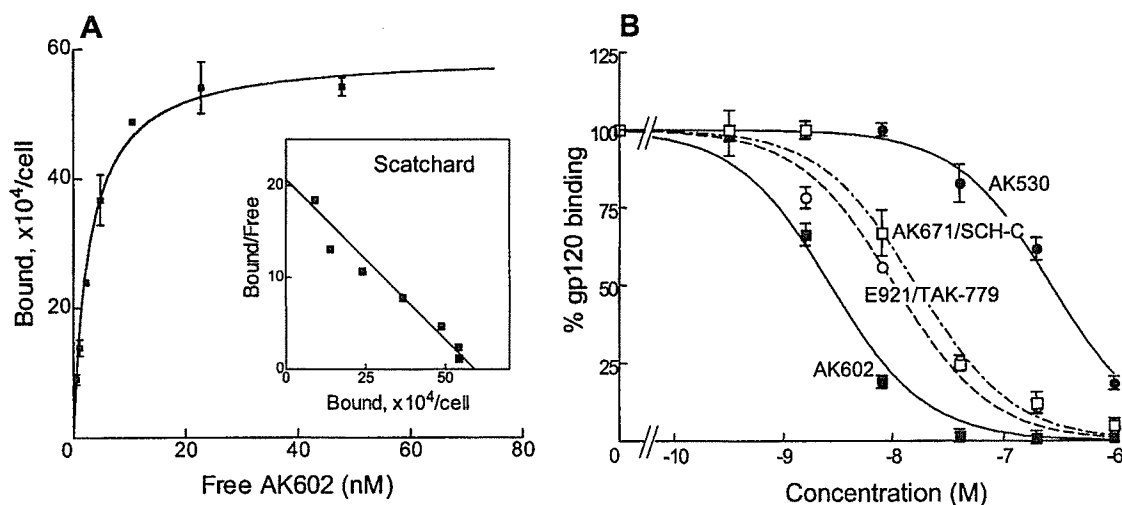 A
Bound, x10⁴/cell
60
40
20
0
0 20 40 60 80
Free AK602 (nM)
Scatchard
Bound/Free
20
10
0
0 25 50
Bound, x10⁴/cell
B
% gp120 binding
125
100
75
50
25
0 -10 -9 -8 -7 -6
Concentration (M)
AK530
AK671/SCH-C
E921/TAK-779
AK602